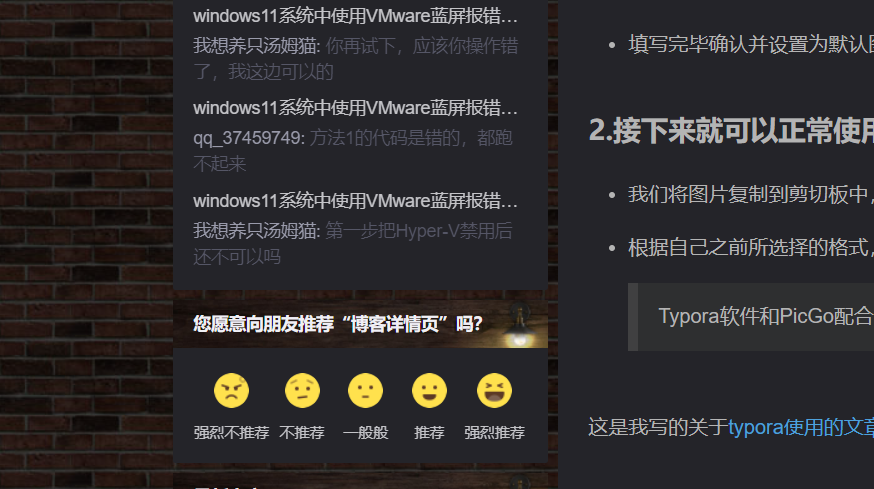 windows11系统中使用VMware蓝屏报错...
我想养只汤姆猫: 你再试下，应该你操作错
了，我这边可以的
windows11系统中使用VMware蓝屏报错...
qq_37459749: 方法1的代码是错的，都跑
不起来
windows11系统中使用VMware蓝屏报错...
我想养只汤姆猫: 第一步把Hyper-V禁用后
还不可以吗
您愿意向朋友推荐“博客详情页”吗？
强烈不推荐 不推荐 一般般 推荐 强烈推荐
填写完毕确认并设置为默认
2.接下来就可以正常使用
我们将图片复制到剪切板中，
根据自己之前所选择的格式，
Typora软件和PicGo配合
这是我写的关于typora使用的文章